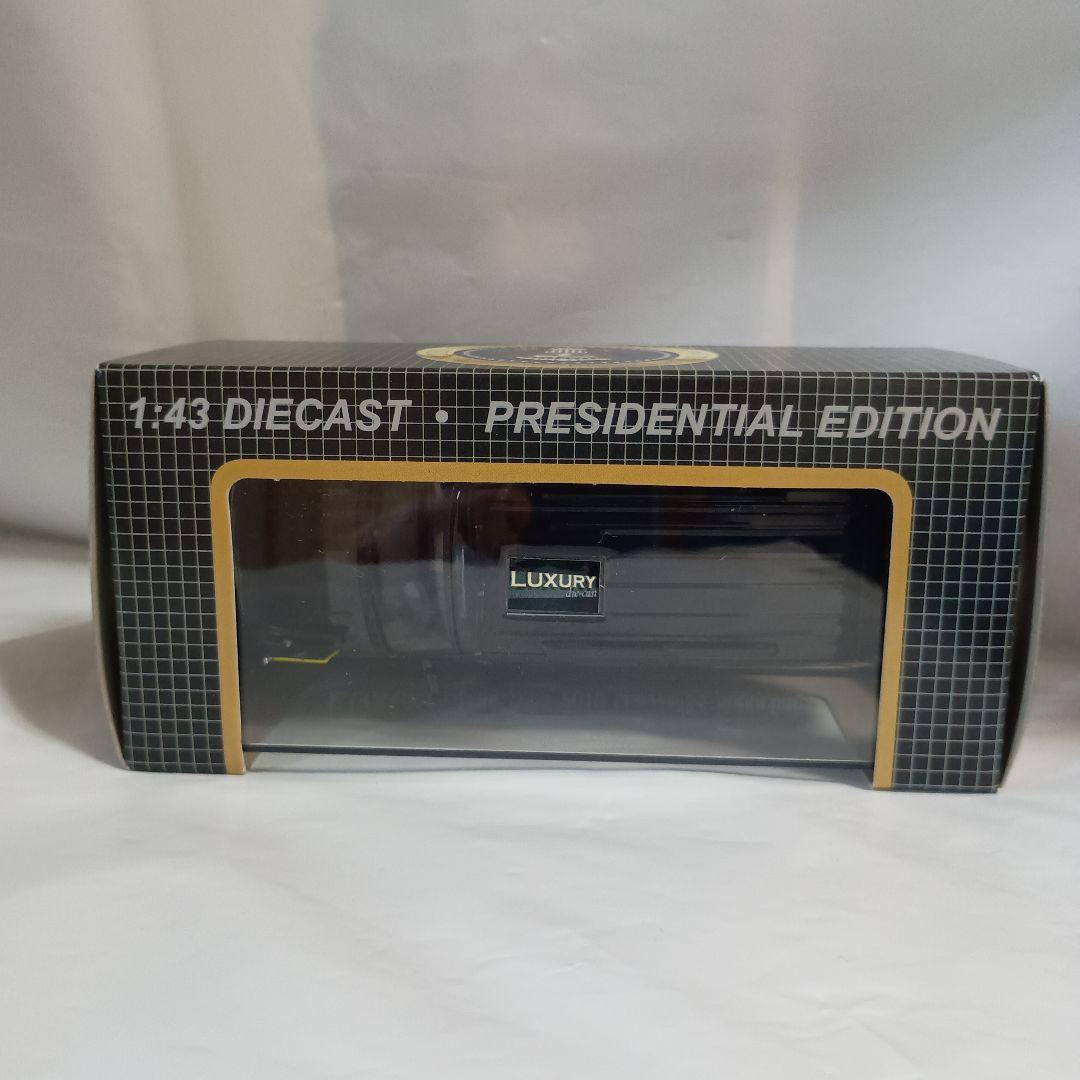 1:43 DIECAST • PRESIDENTIAL EDITION
LUXURY
die-cast